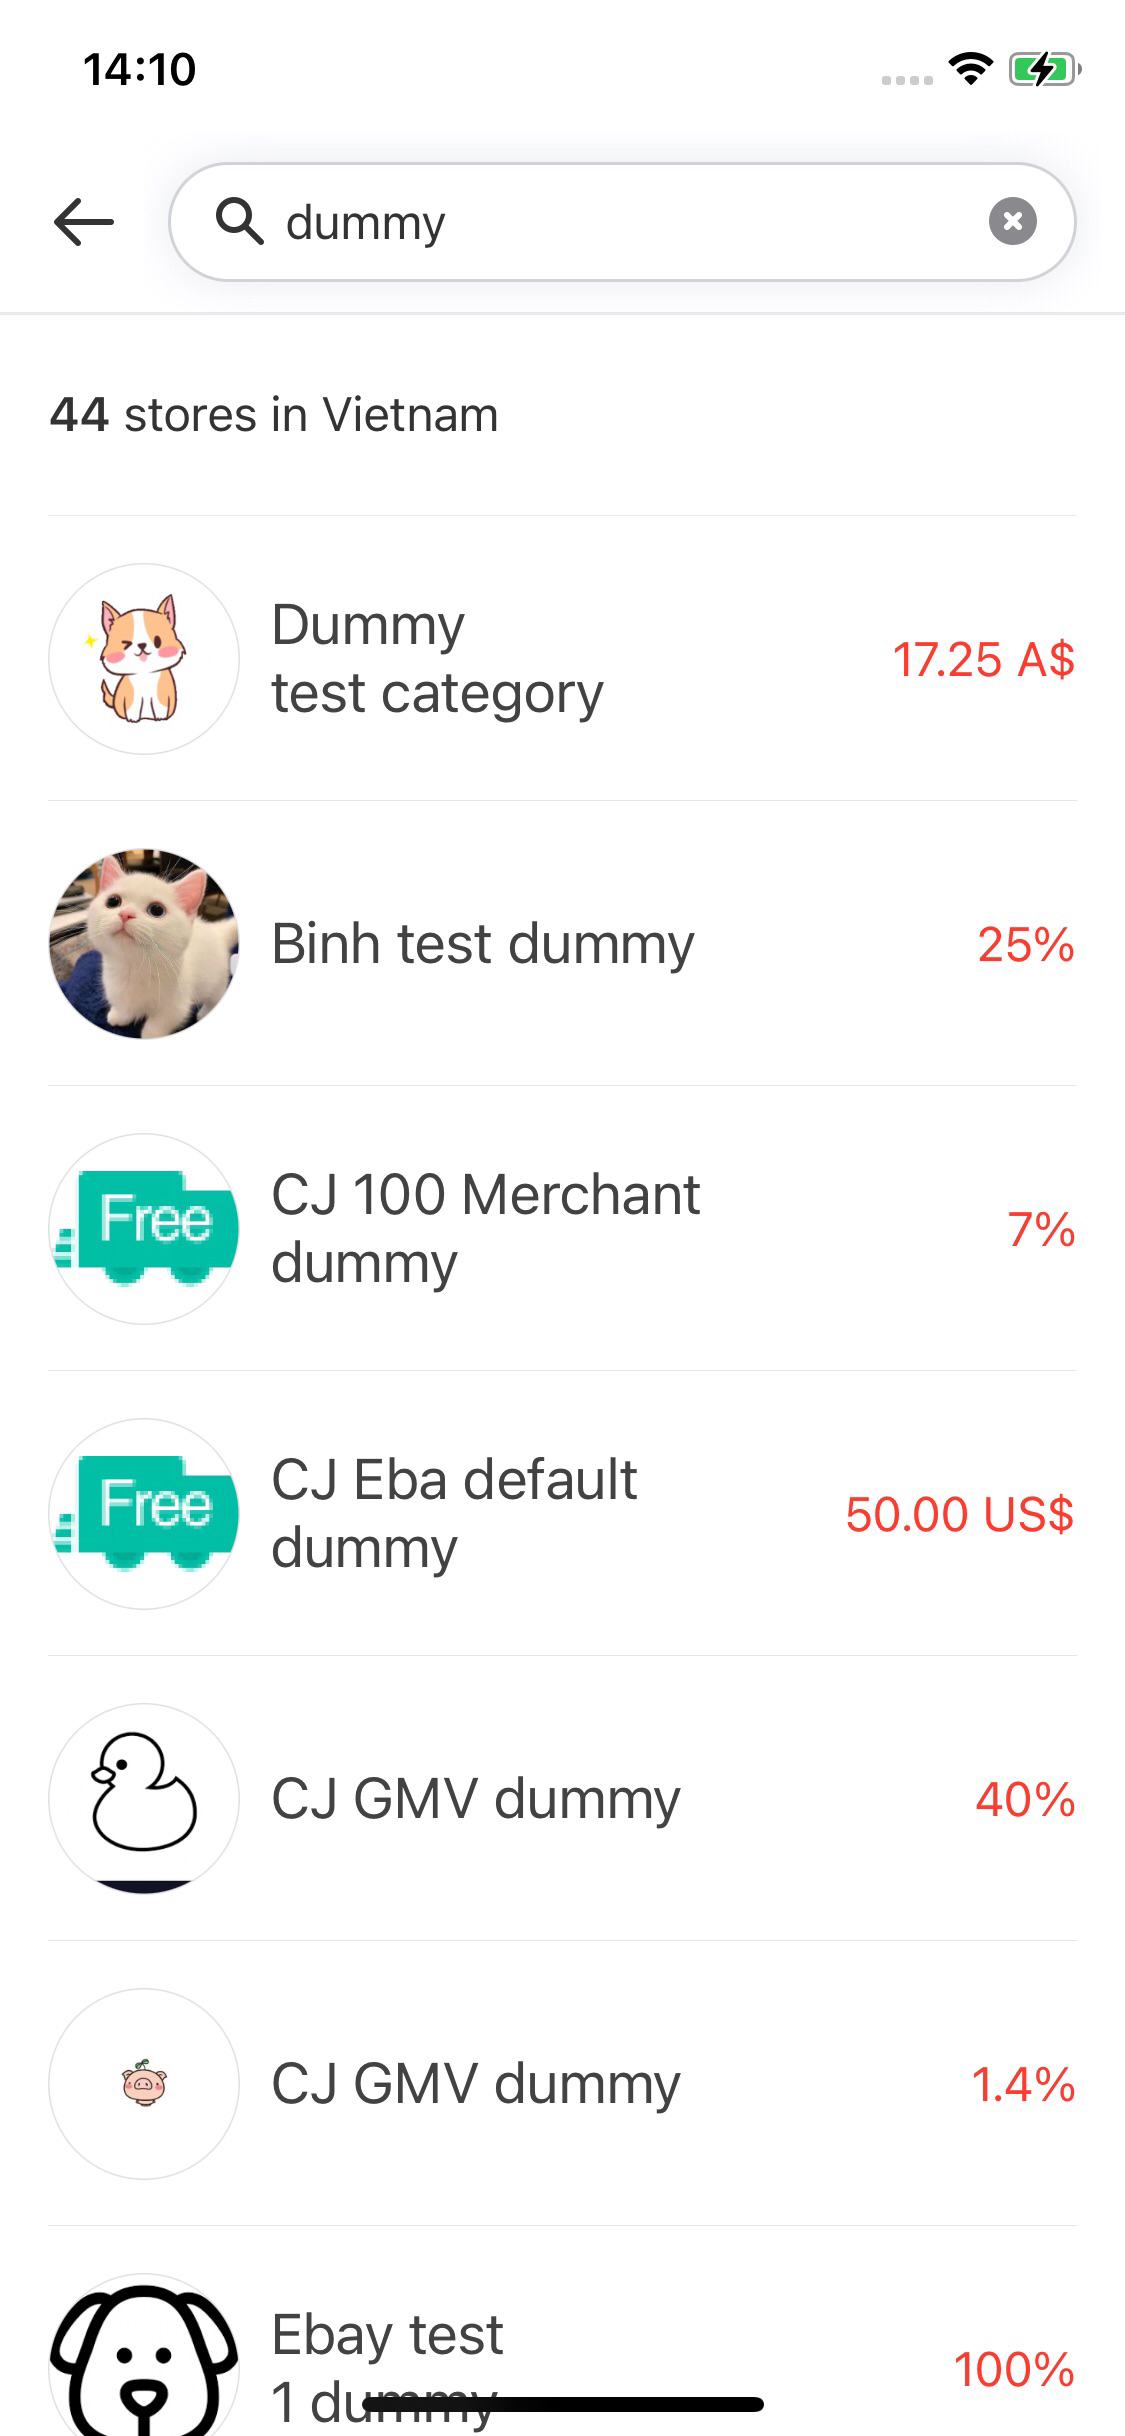 14:10
dummy
44 stores in Vietnam
Dummy
test category
17.25 A$
Binh test dummy
25%
Free
CJ 100 Merchant
dummy
7%
Free
CJ Eba default
dummy
50.00 US$
CJ GMV dummy
40%
CJ GMV dummy
1.4%
Ebay test
1 dummy
100%